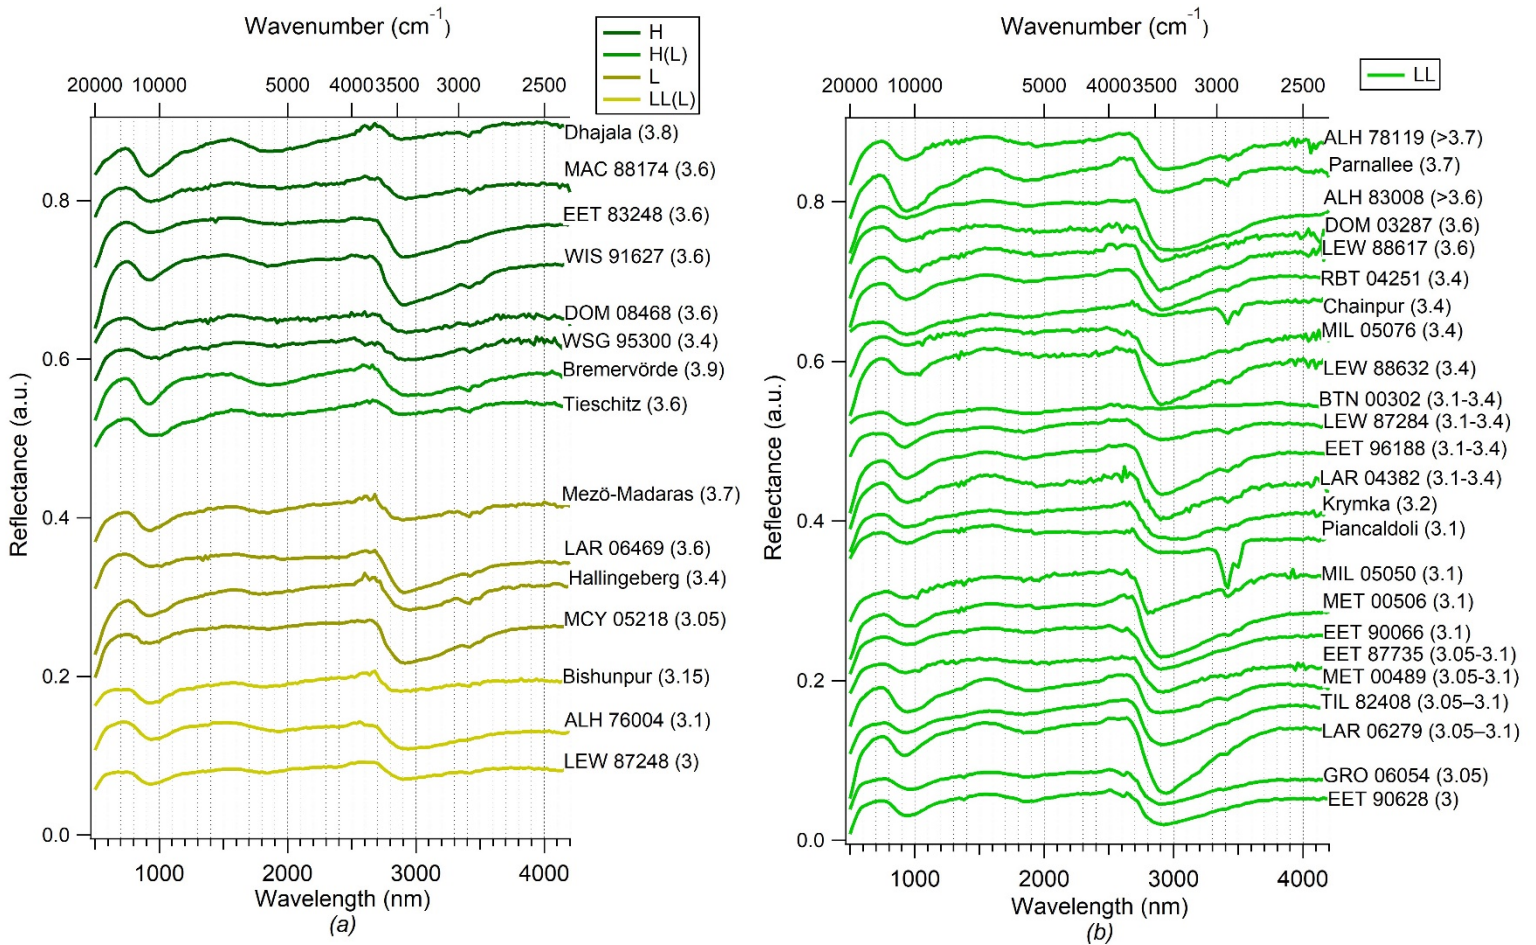 Wavenumber (cm-1)
20000 10000 5000 4000 3500 3000 2500
H
H(L)
L
LL(L)
Dhajala (3.8)
MAC 88174 (3.6)
EET 83248 (3.6)
WIS 91627 (3.6)
DOM 08468 (3.6)
WSG 95300 (3.4)
Bremervörde (3.9)
Tieschitz (3.6)
Mezö-Madaras (3.7)
LAR 06469 (3.6)
Hallingeberg (3.4)
MCY 05218 (3.05)
Bishunpur (3.15)
ALH 76004 (3.1)
LEW 87248 (3)
Reflectance (a.u.)
0.8
0.6
0.4
0.2
0.0
1000 2000 3000 4000
Wavelength (nm)
(a)
Wavenumber (cm-1)
20000 10000 5000 4000 3500 3000 2500
LL
ALH 78119 (>3.7)
Parnallee (3.7)
ALH 83008 (>3.6)
DOM 03287 (3.6)
LEW 88617 (3.6)
RBT 04251 (3.4)
Chainpur (3.4)
MIL 05076 (3.4)
LEW 88632 (3.4)
BTN 00302 (3.1-3.4)
LEW 87284 (3.1-3.4)
EET 96188 (3.1-3.4)
LAR 04382 (3.1-3.4)
Krymka (3.2)
Piancaldoli (3.1)
MIL 05050 (3.1)
MET 00506 (3.1)
EET 90066 (3.1)
EET 87735 (3.05-3.1)
MET 00489 (3.05-3.1)
TIL 82408 (3.05–3.1)
LAR 06279 (3.05–3.1)
GRO 06054 (3.05)
EET 90628 (3)
Reflectance (a.u.)
0.8
0.6
0.4
0.2
0.0
1000 2000 3000 4000
Wavelength (nm)
(b)